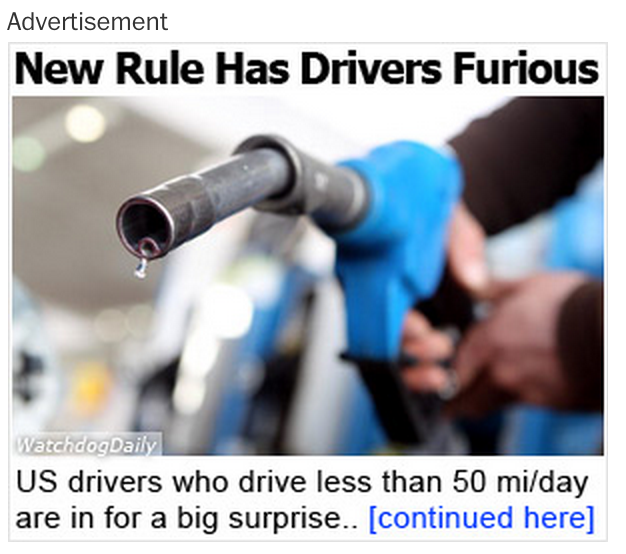 Advertisement
New Rule Has Drivers Furious
WatchdogDaily
US drivers who drive less than 50 mi/day
are in for a big surprise.. [continued here]